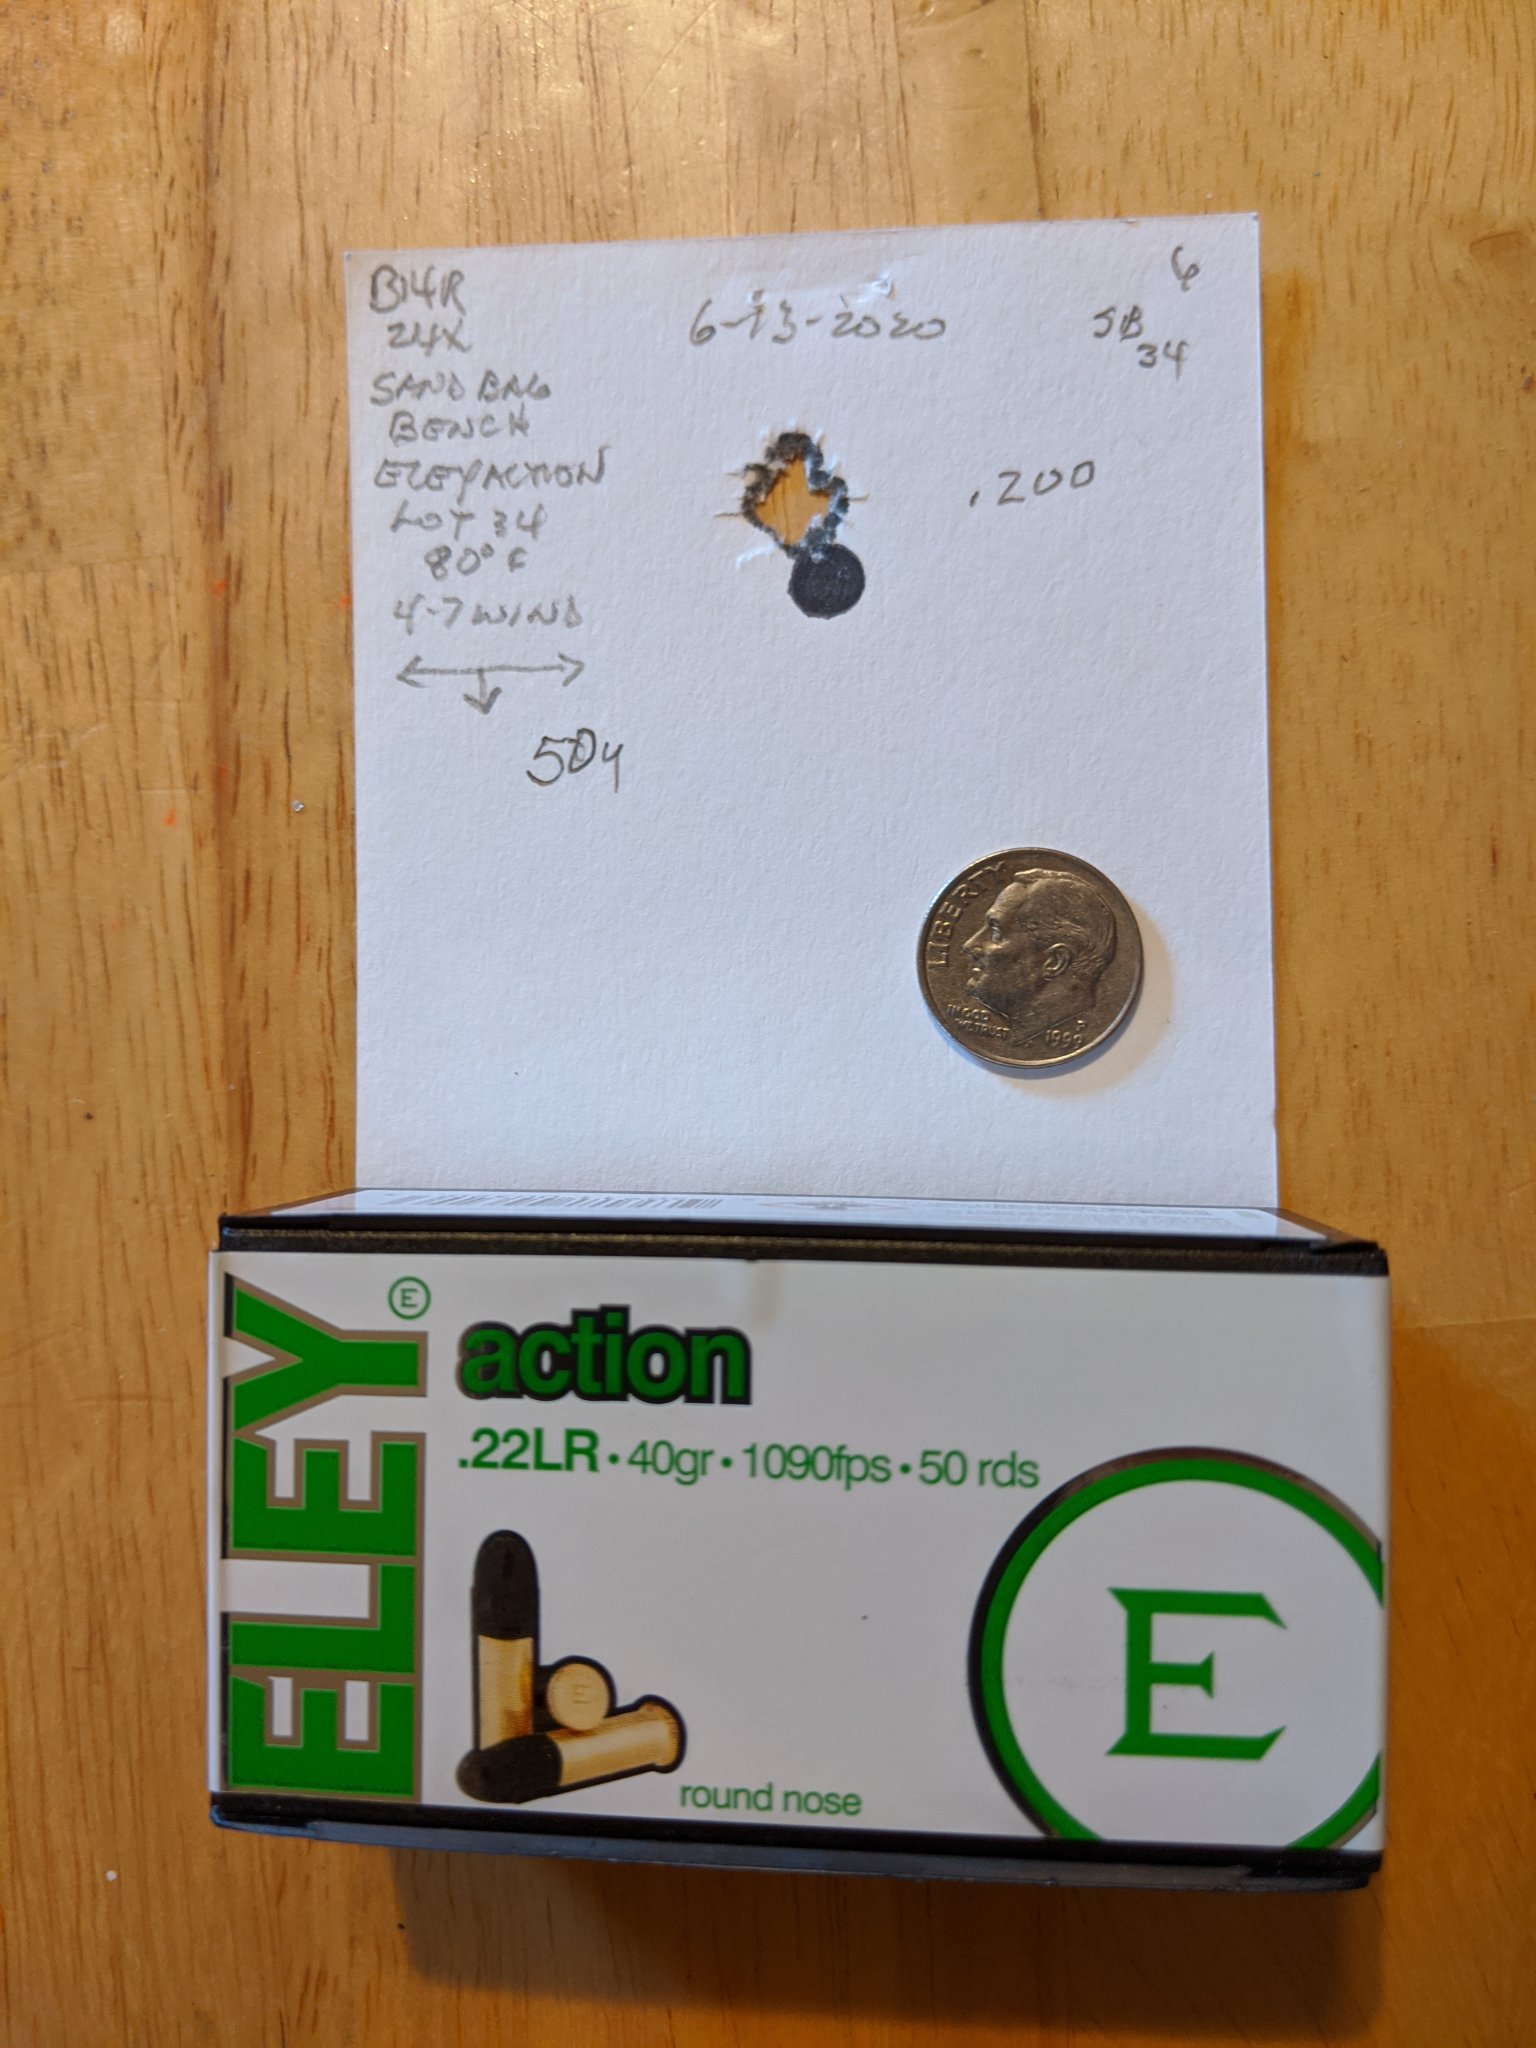 B14R
24X
SAND BAG
BENCH
ELEY ACTION
LOT 34
80° F
4-7 WIND
50y
6-13-2020
6
SB
34
.200
LIBERTY
IN GOD
WE TRUST
P
1999
ELEY
E
action
.22LR • 40gr • 1090fps • 50 rds
E
round nose
E